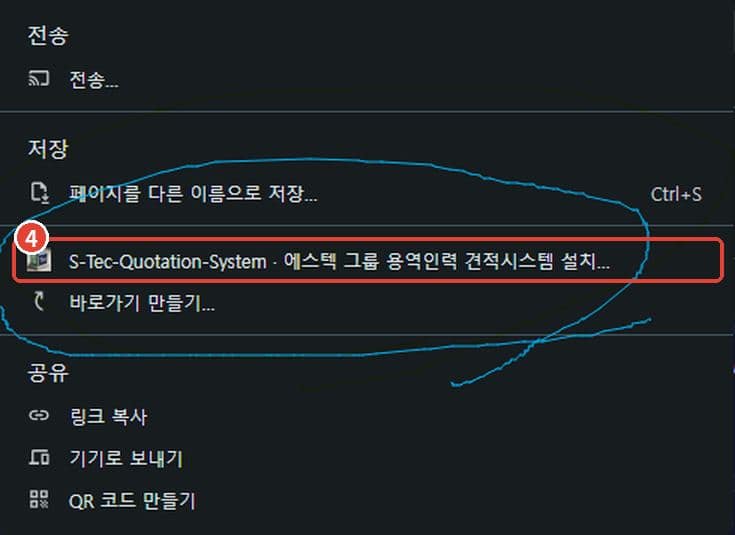 전송
전송...
저장
페이지를 다른 이름으로 저장... Ctrl+S
4
S-Tec-Quotation-System · 에스텍 그룹 용역인력 견적시스템 설치...
바로가기 만들기...
공유
링크 복사
기기로 보내기
QR 코드 만들기